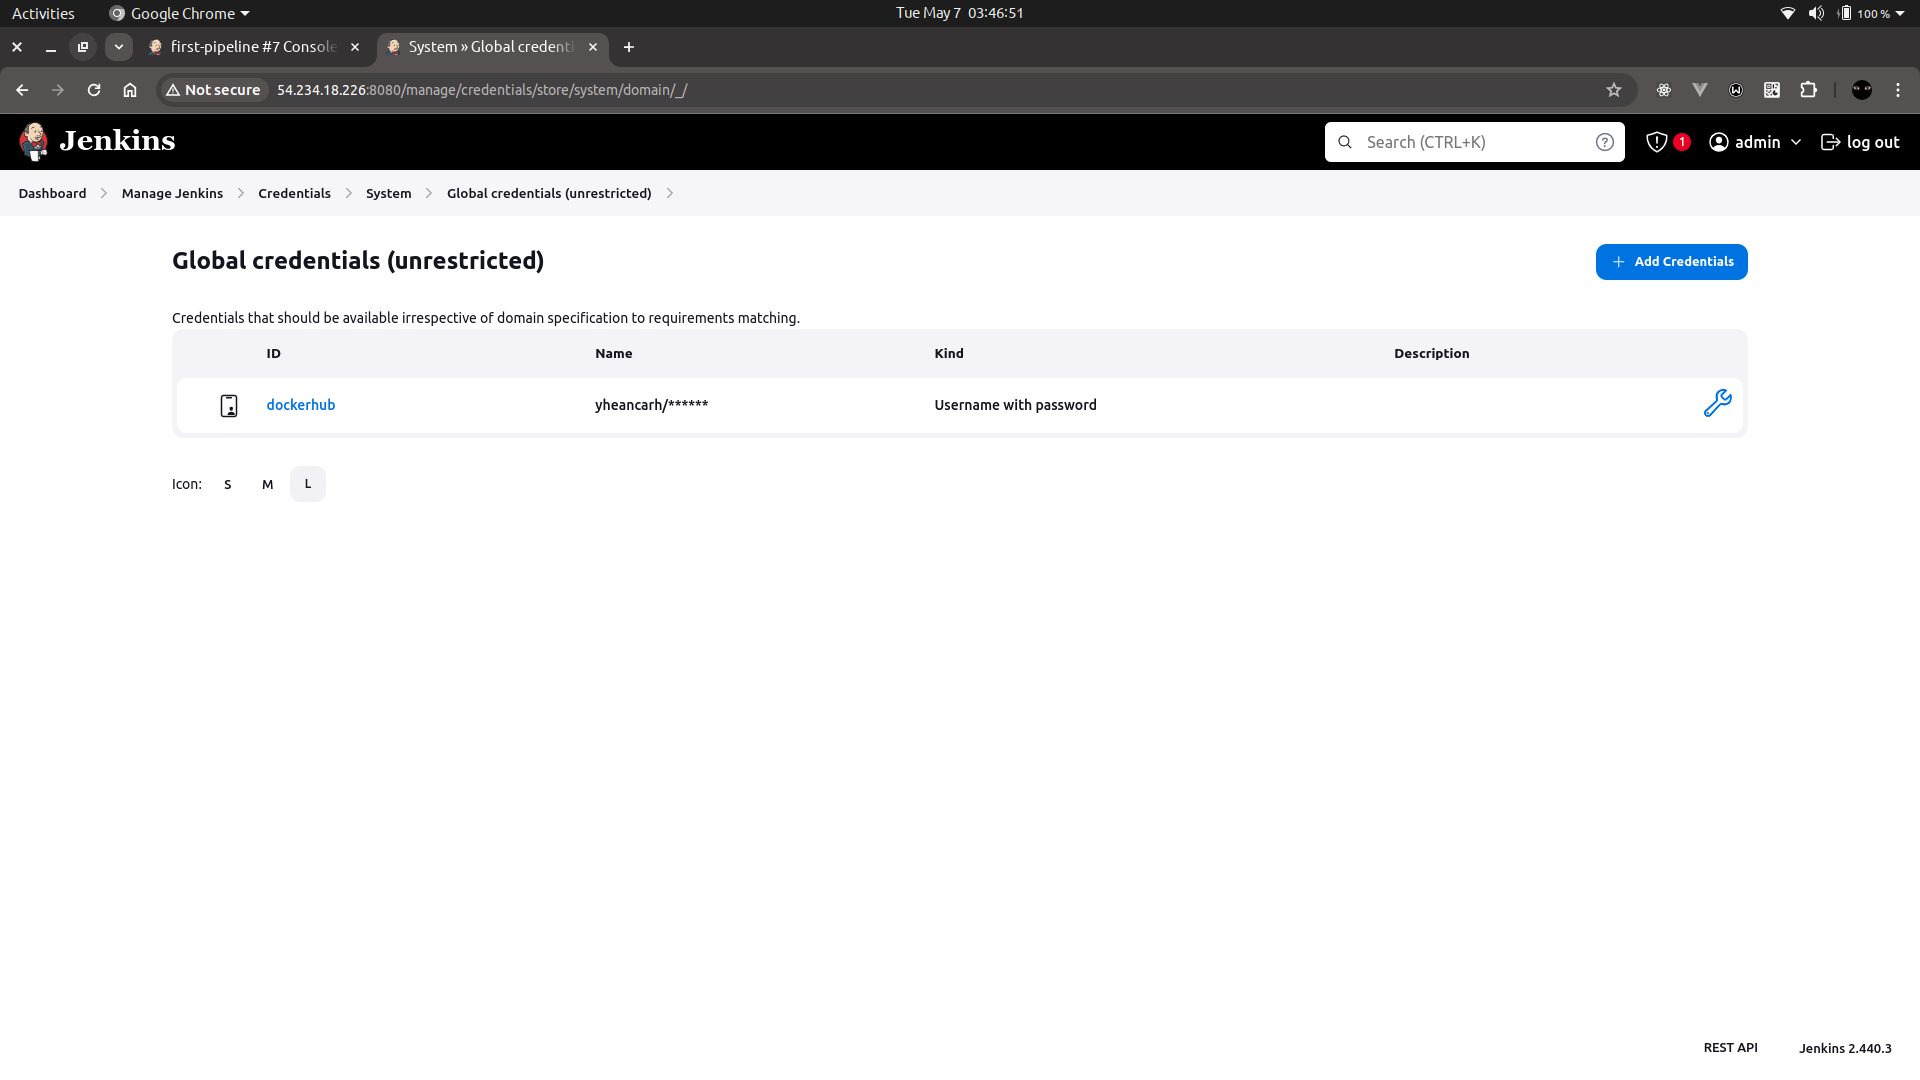 Activities Google Chrome Tue May 7 03:46:51 100 %
first-pipeline #7 Console System » Global credenti
Not secure 54.234.18.226:8080/manage/credentials/store/system/domain/_/
Jenkins Search (CTRL+K) 1 admin log out
Dashboard Manage Jenkins Credentials System Global credentials (unrestricted)
Global credentials (unrestricted) Add Credentials
Credentials that should be available irrespective of domain specification to requirements matching.
ID Name Kind Description
dockerhub yheancarh/****** Username with password
Icon: S M L
REST API Jenkins 2.440.3